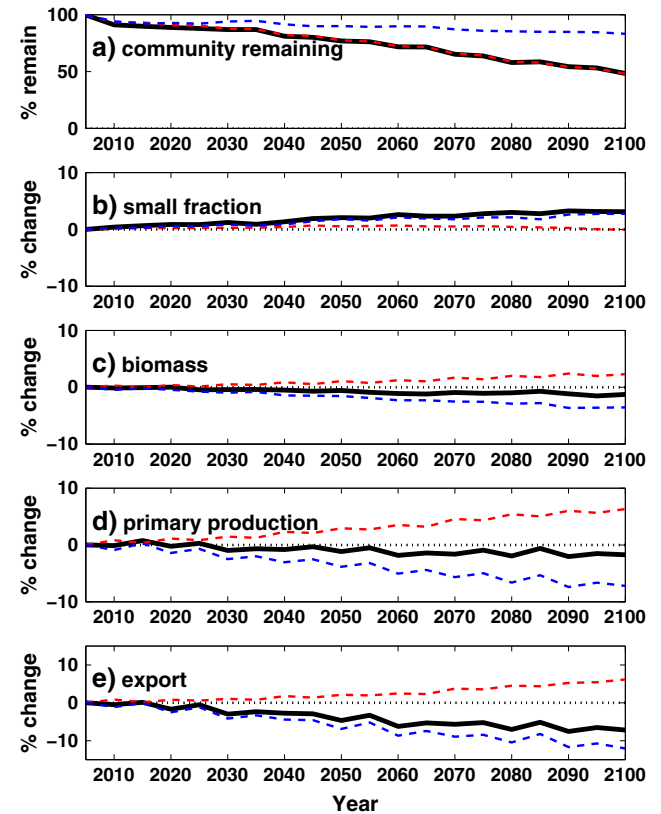 % remain
100
50
0
a) community remaining
2010 2020 2030 2040 2050 2060 2070 2080 2090 2100
% change
10
0
−10
b) small fraction
2010 2020 2030 2040 2050 2060 2070 2080 2090 2100
% change
10
0
−10
c) biomass
2010 2020 2030 2040 2050 2060 2070 2080 2090 2100
% change
10
0
−10
d) primary production
2010 2020 2030 2040 2050 2060 2070 2080 2090 2100
% change
10
0
−10
e) export
2010 2020 2030 2040 2050 2060 2070 2080 2090 2100
Year